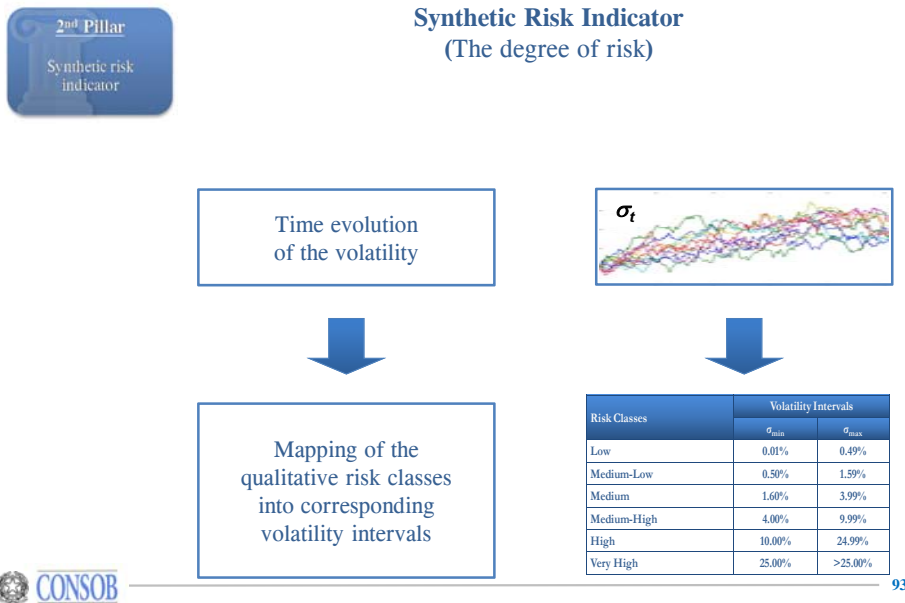 2nd Pillar
Synthetic risk
indicator
Synthetic Risk Indicator
(The degree of risk)
Time evolution
of the volatility
σt
Mapping of the
qualitative risk classes
into corresponding
volatility intervals
Risk Classes
Volatility Intervals
σmin σmax
Low 0.01% 0.49%
Medium-Low 0.50% 1.59%
Medium 1.60% 3.99%
Medium-High 4.00% 9.99%
High 10.00% 24.99%
Very High 25.00% >25.00%
CONSOB
93